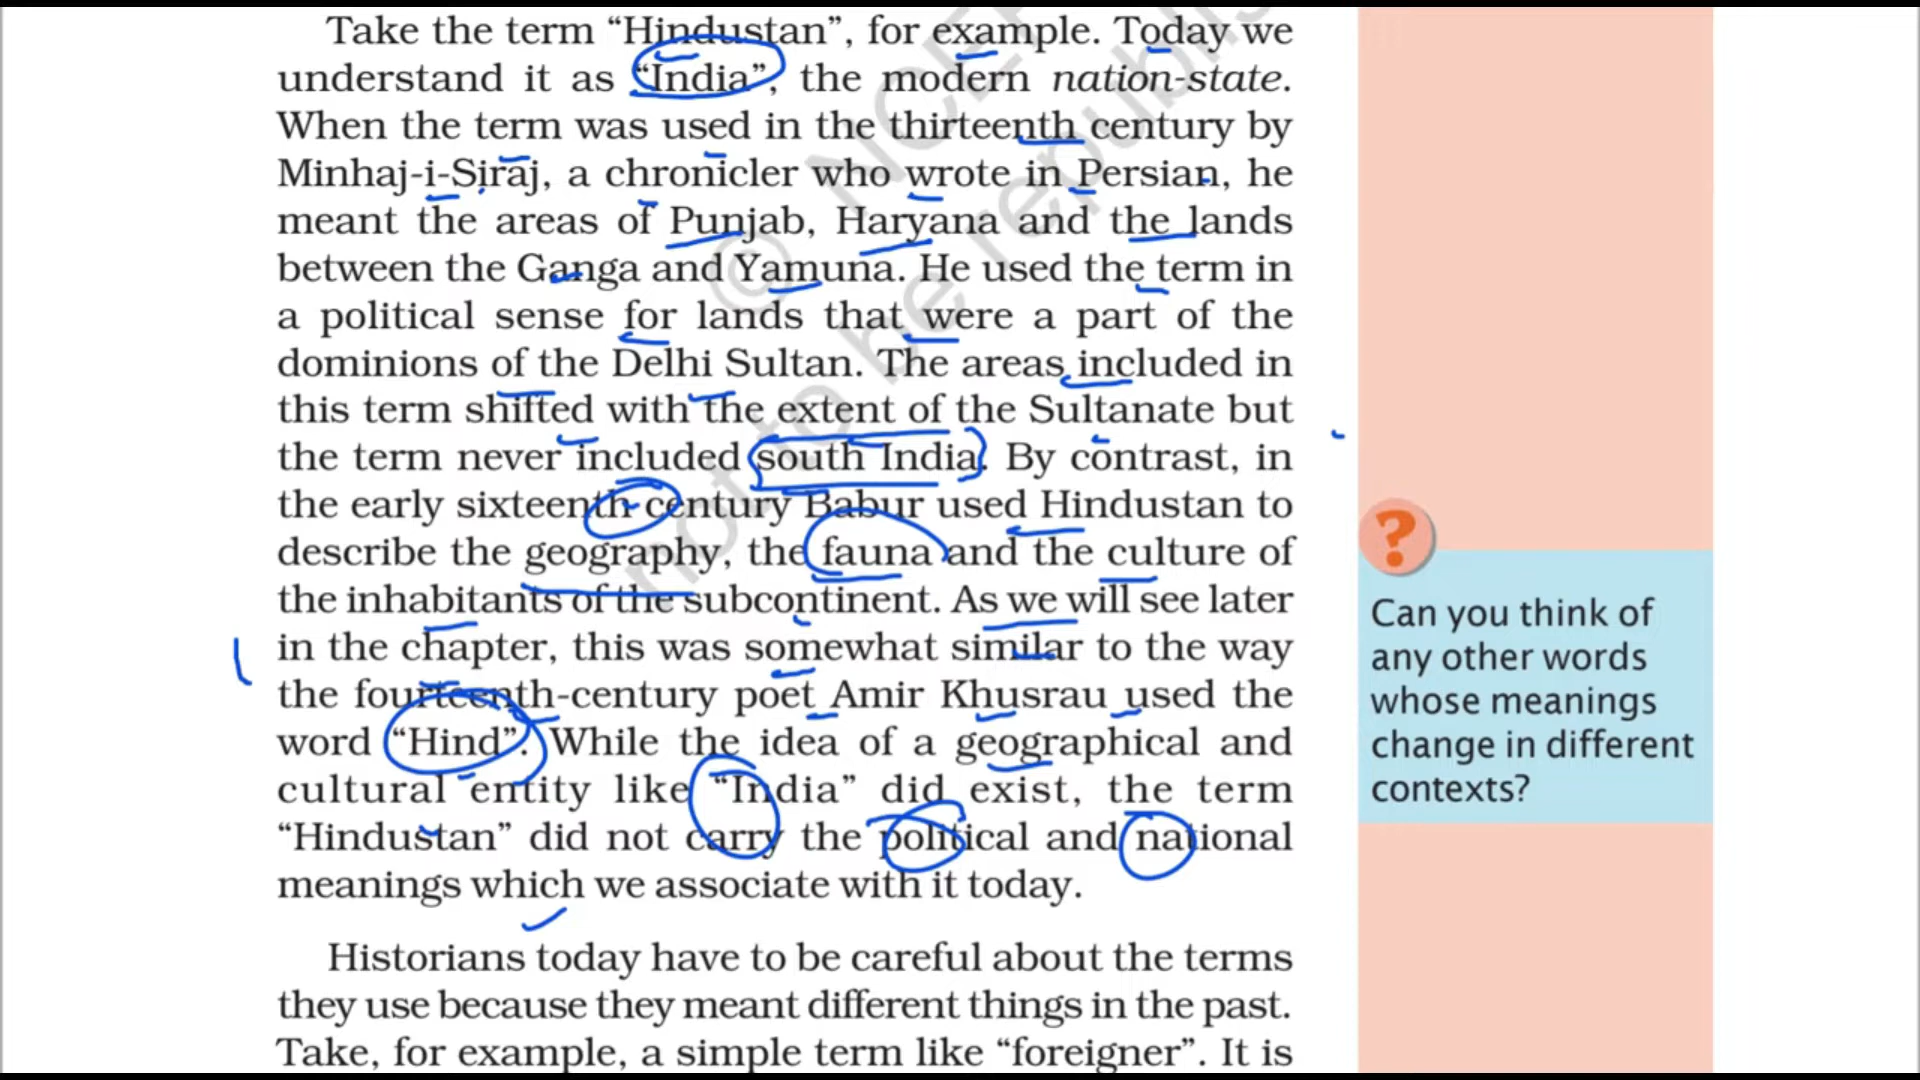 Take the term “Hindustan”, for example. Today we
understand it as “India”, the modern nation-state.
When the term was used in the thirteenth century by
Minhaj-i-Siraj, a chronicler who wrote in Persian, he
meant the areas of Punjab, Haryana and the lands
between the Ganga and Yamuna. He used the term in
a political sense for lands that were a part of the
dominions of the Delhi Sultan. The areas included in
this term shifted with the extent of the Sultanate but
the term never included south India. By contrast, in
the early sixteenth century Babur used Hindustan to
describe the geography, the fauna and the culture of
the inhabitants of the subcontinent. As we will see later
in the chapter, this was somewhat similar to the way
the fourteenth-century poet Amir Khusrau used the
word “Hind”. While the idea of a geographical and
cultural entity like “India” did exist, the term
“Hindustan” did not carry the political and national
meanings which we associate with it today.
Historians today have to be careful about the terms
they use because they meant different things in the past.
Take, for example, a simple term like “foreigner”. It is
?
Can you think of
any other words
whose meanings
change in different
contexts?
© NCERT
not to be republis